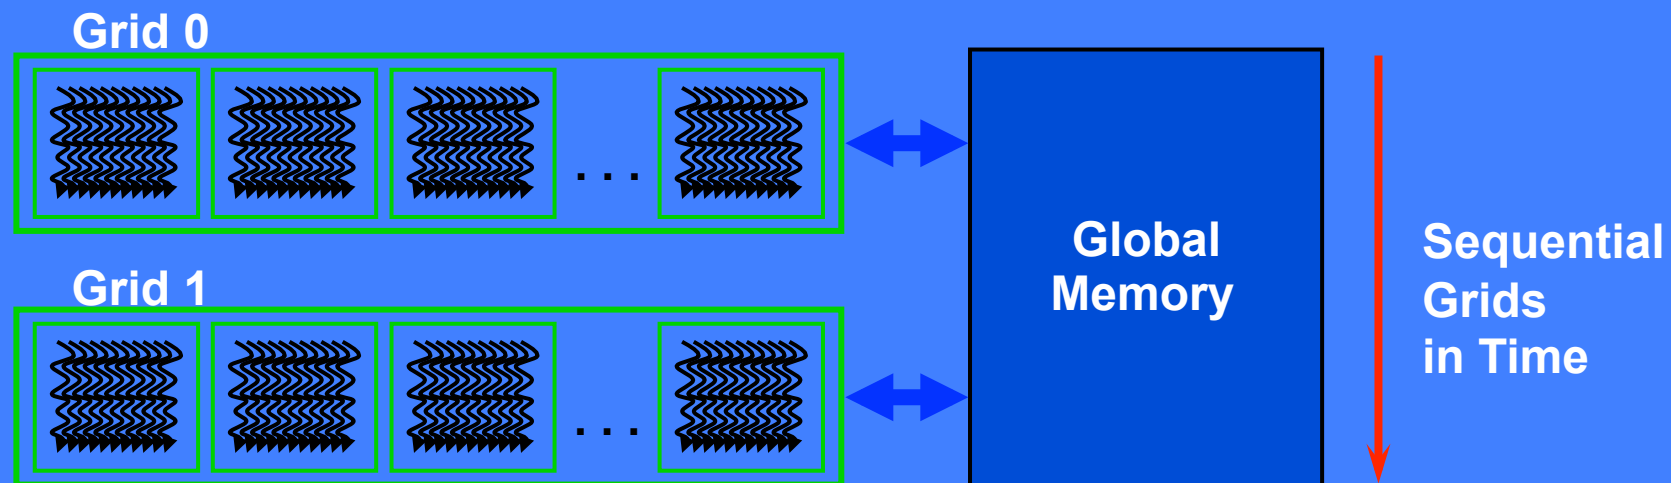 Grid 0
. . .
Global
Memory
Sequential
Grids
in Time
Grid 1
. . .